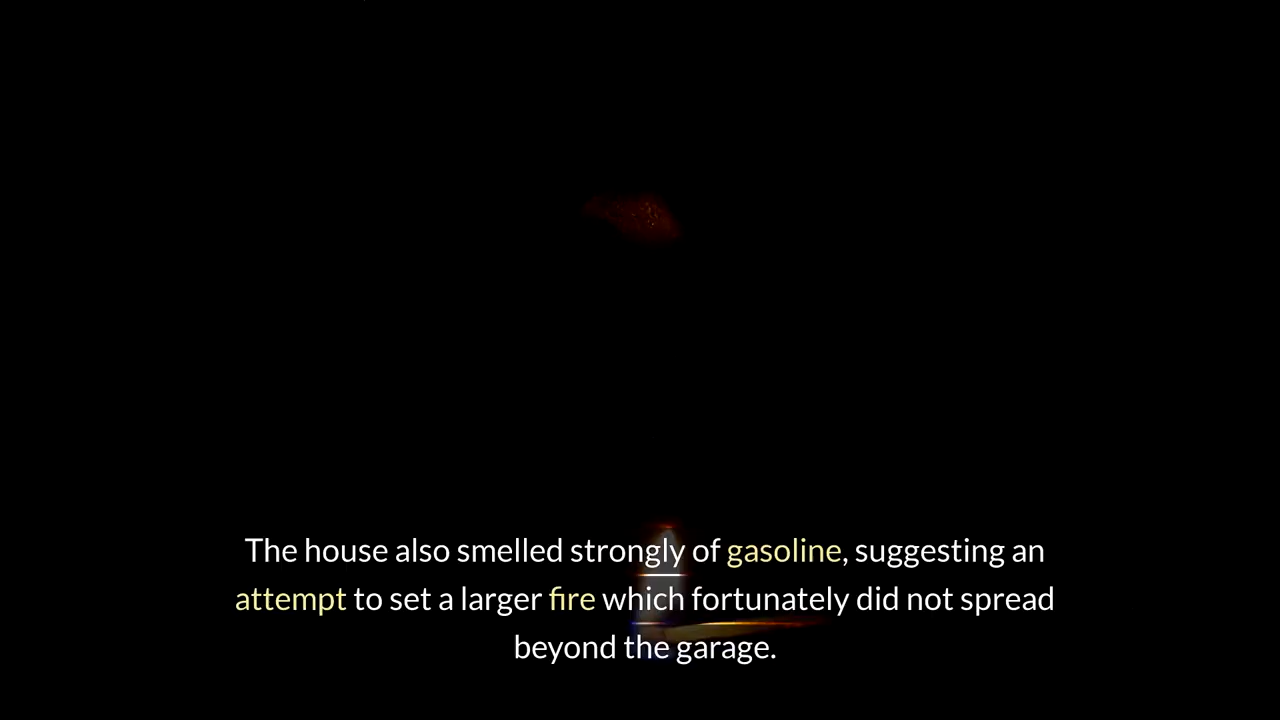 The house also smelled strongly of gasoline, suggesting an
attempt to set a larger fire which fortunately did not spread
beyond the garage.